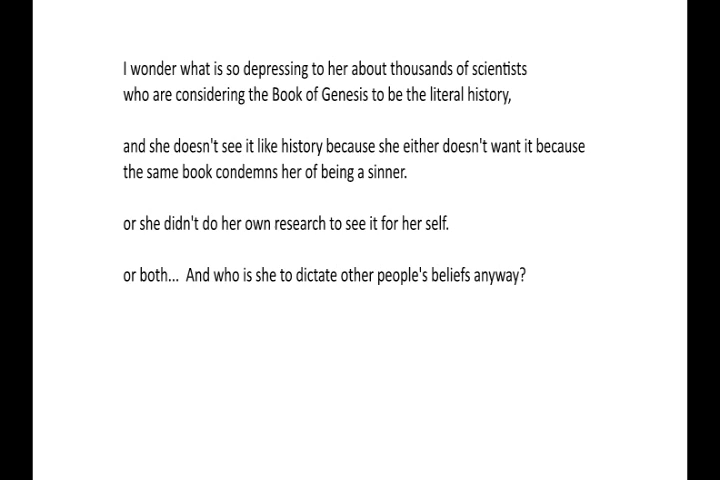 I wonder what is so depressing to her about thousands of scientists
who are considering the Book of Genesis to be the literal history,
and she doesn't see it like history because she either doesn't want it because
the same book condemns her of being a sinner.
or she didn't do her own research to see it for her self.
or both... And who is she to dictate other people's beliefs anyway?